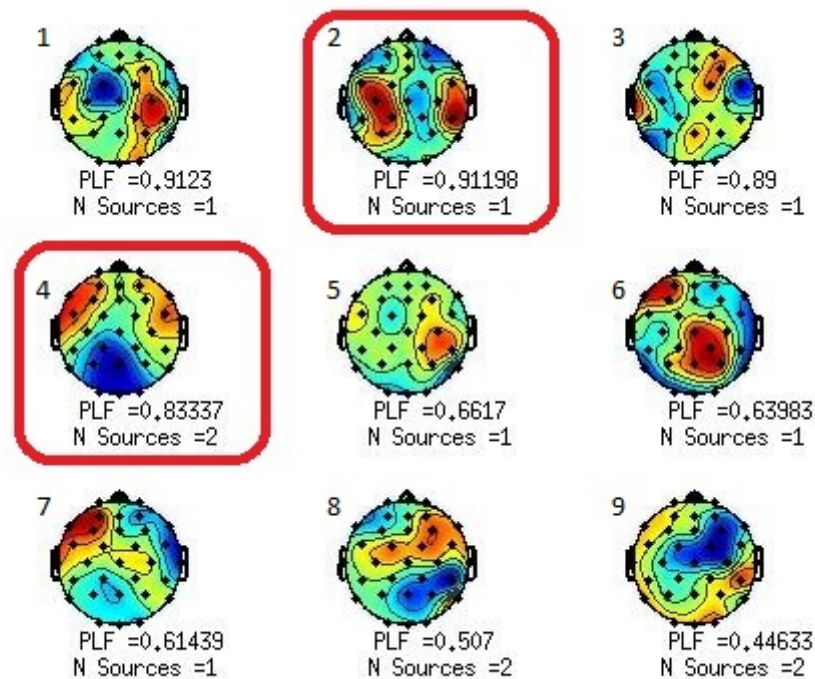 1
2
3
PLF =0.9123
N Sources =1
PLF =0.91198
N Sources =1
PLF =0.89
N Sources =1
4
5
6
PLF =0.83337
N Sources =2
PLF =0.6617
N Sources =1
PLF =0.63983
N Sources =1
7
8
9
PLF =0.61439
N Sources =1
PLF =0.507
N Sources =2
PLF =0.44633
N Sources =2